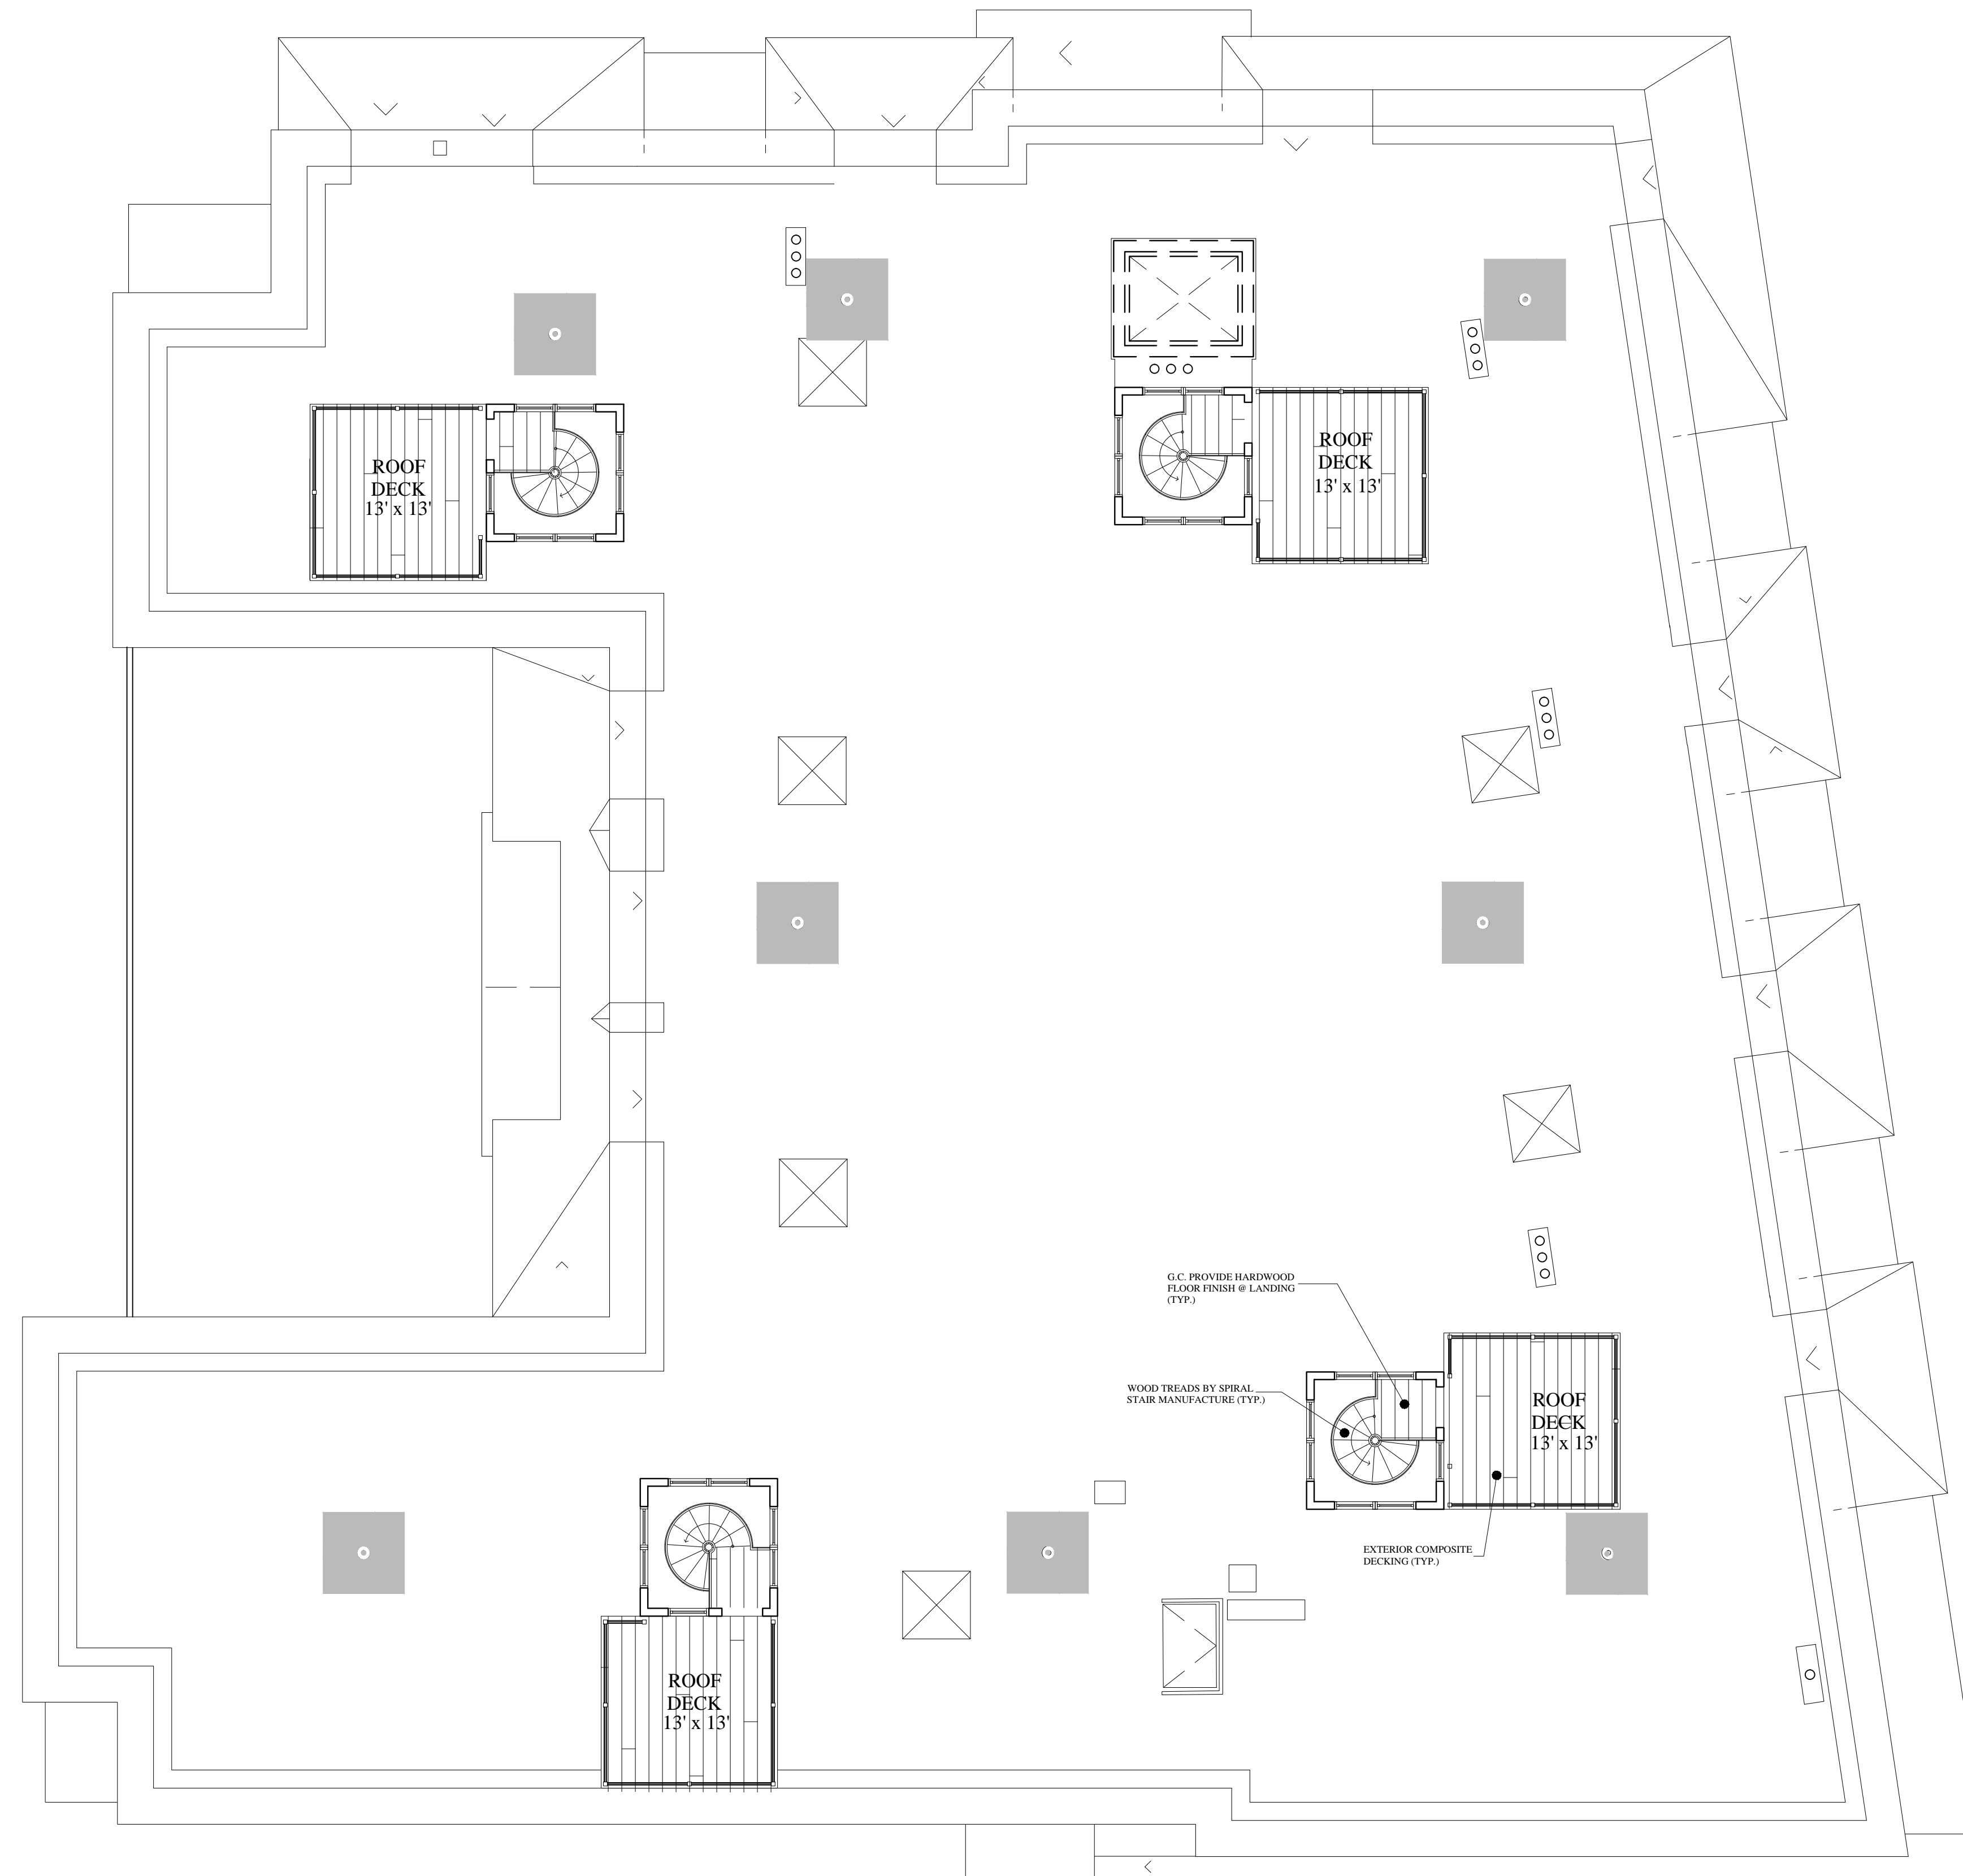 ROOF
DECK
13' x 13'
ROOF
DECK
13' x 13'
G.C. PROVIDE HARDWOOD
FLOOR FINISH @ LANDING
(TYP.)
WOOD TREADS BY SPIRAL
STAIR MANUFACTURE (TYP.)
ROOF
DECK
13' x 13'
EXTERIOR COMPOSITE
DECKING (TYP.)
ROOF
DECK
13' x 13'